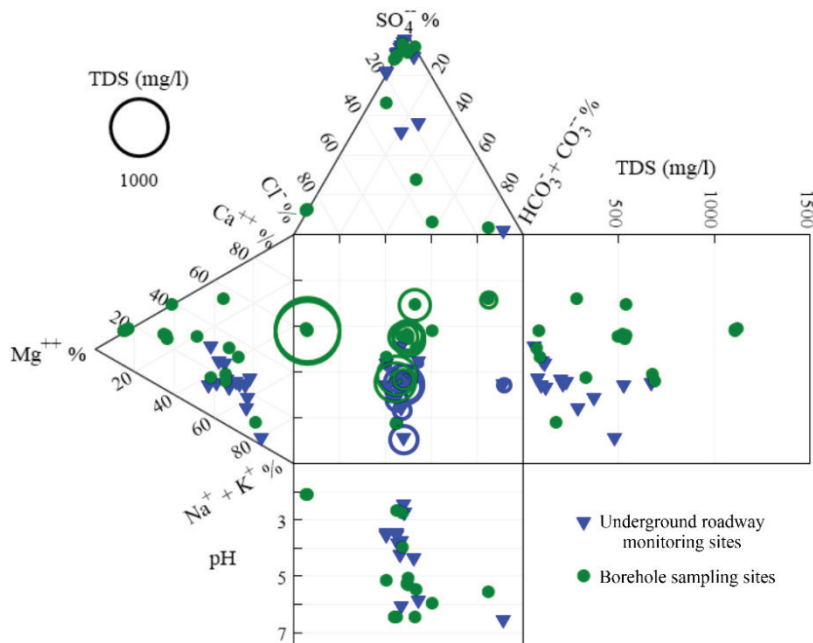 SO₄⁻⁻ %
TDS (mg/l)
1000
20
40
60
80
20
40
60
80
Cl⁻ %
HCO₃⁻ + CO₃⁻⁻ %
TDS (mg/l)
500
1000
1500
Ca⁺⁺ %
80
60
40
20
Mg⁺⁺ %
20
40
60
80
Na⁺ + K⁺ %
pH
3
5
7
Underground roadway
monitoring sites
Borehole sampling sites